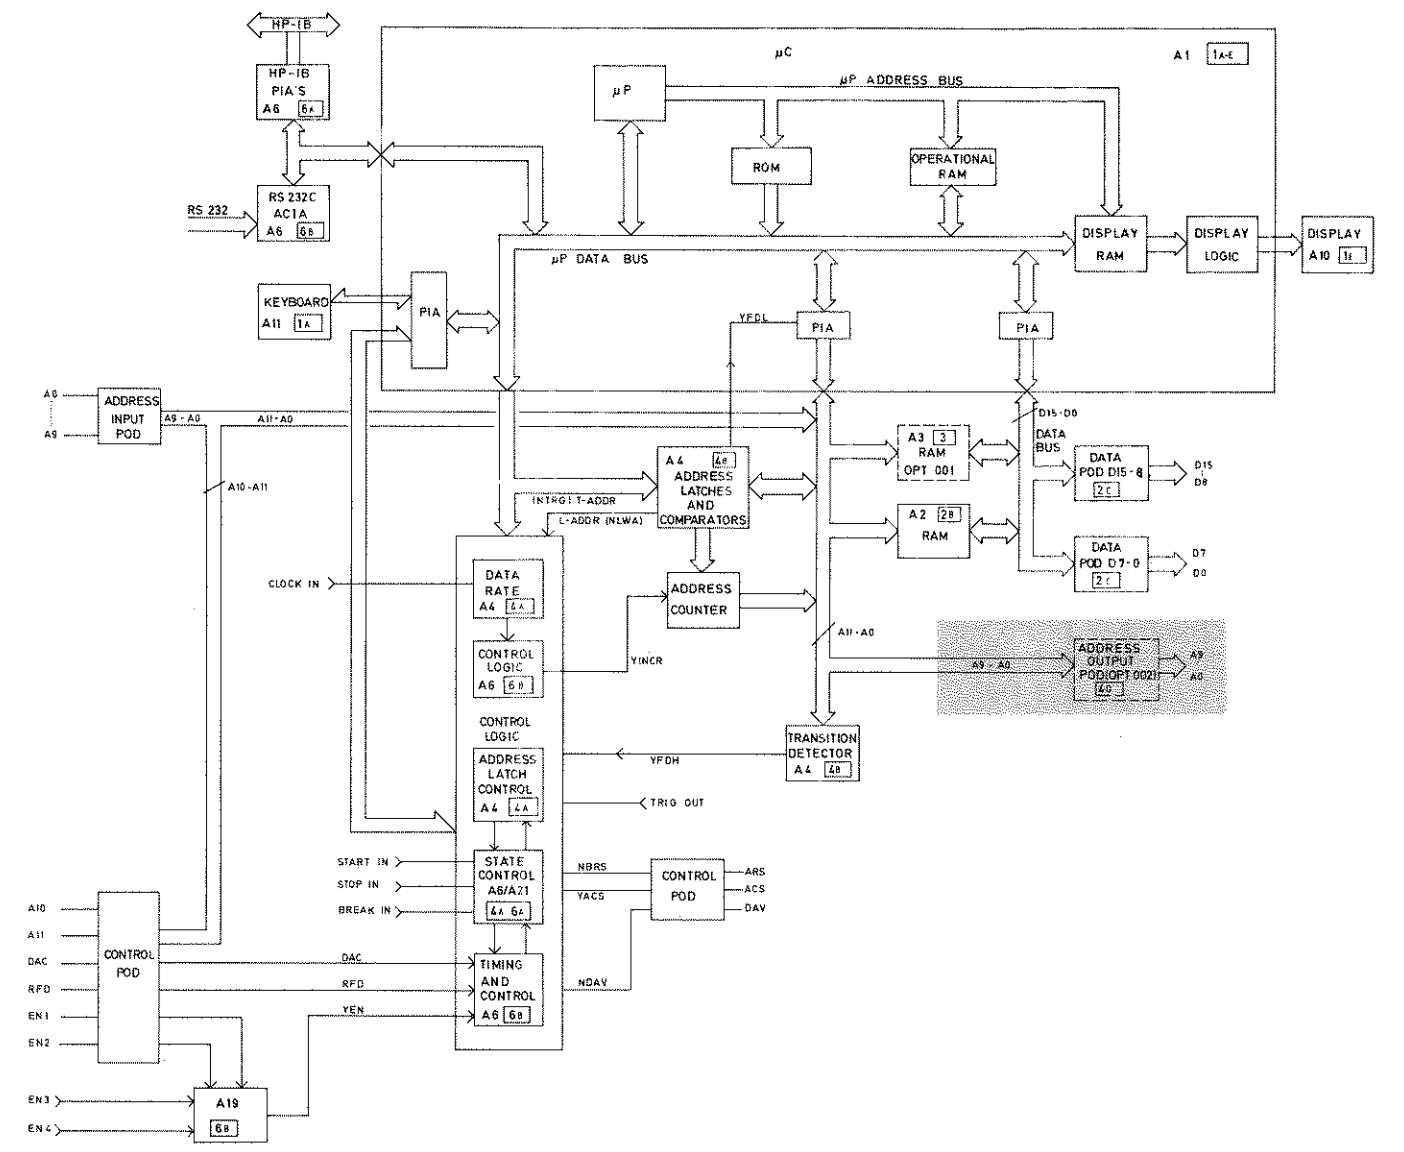 HP-IB
HP-IB
PIA'S
A6 6A
µC
A1 1A-E
µP
µP ADDRESS BUS
ROM
OPERATIONAL
RAM
RS 232
RS 232C
ACIA
A6 6B
µP DATA BUS
DISPLAY
RAM
DISPLAY
LOGIC
DISPLAY
A10 1E
KEYBOARD
A11 1A
PIA
YFDL
PIA
PIA
A0
A9
ADDRESS
INPUT
POD
A9-A0
A11-A0
A10-A11
D15-D0
DATA
BUS
A3 3
RAM
OPT 001
A4 4B
ADDRESS
LATCHES
AND
COMPARATORS
DATA
POD D15-8
2C
D15
D8
(NTRG) T-ADDR
L-ADDR (NLWA)
A2 2B
RAM
DATA
POD D7-0
2C
D7
D0
CLOCK IN
DATA
RATE
A4 4A
ADDRESS
COUNTER
CONTROL
LOGIC
A6 6B
YINCR
A11-A0
A9-A0
ADDRESS
OUTPUT
POD(OPT 002)
4D
A9
A0
CONTROL
LOGIC
TRANSITION
DETECTOR
A4 4B
YFDH
ADDRESS
LATCH
CONTROL
A4 4A
TRIG OUT
START IN
STOP IN
BREAK IN
STATE
CONTROL
A6/A21
4A 6A
NBRS
YACS
NDAV
CONTROL
POD
ARS
ACS
DAV
A10
A11
DAC
RFD
EN1
EN2
CONTROL
POD
DAC
RFD
YEN
TIMING
AND
CONTROL
A6 6B
EN3
EN4
A19
6B